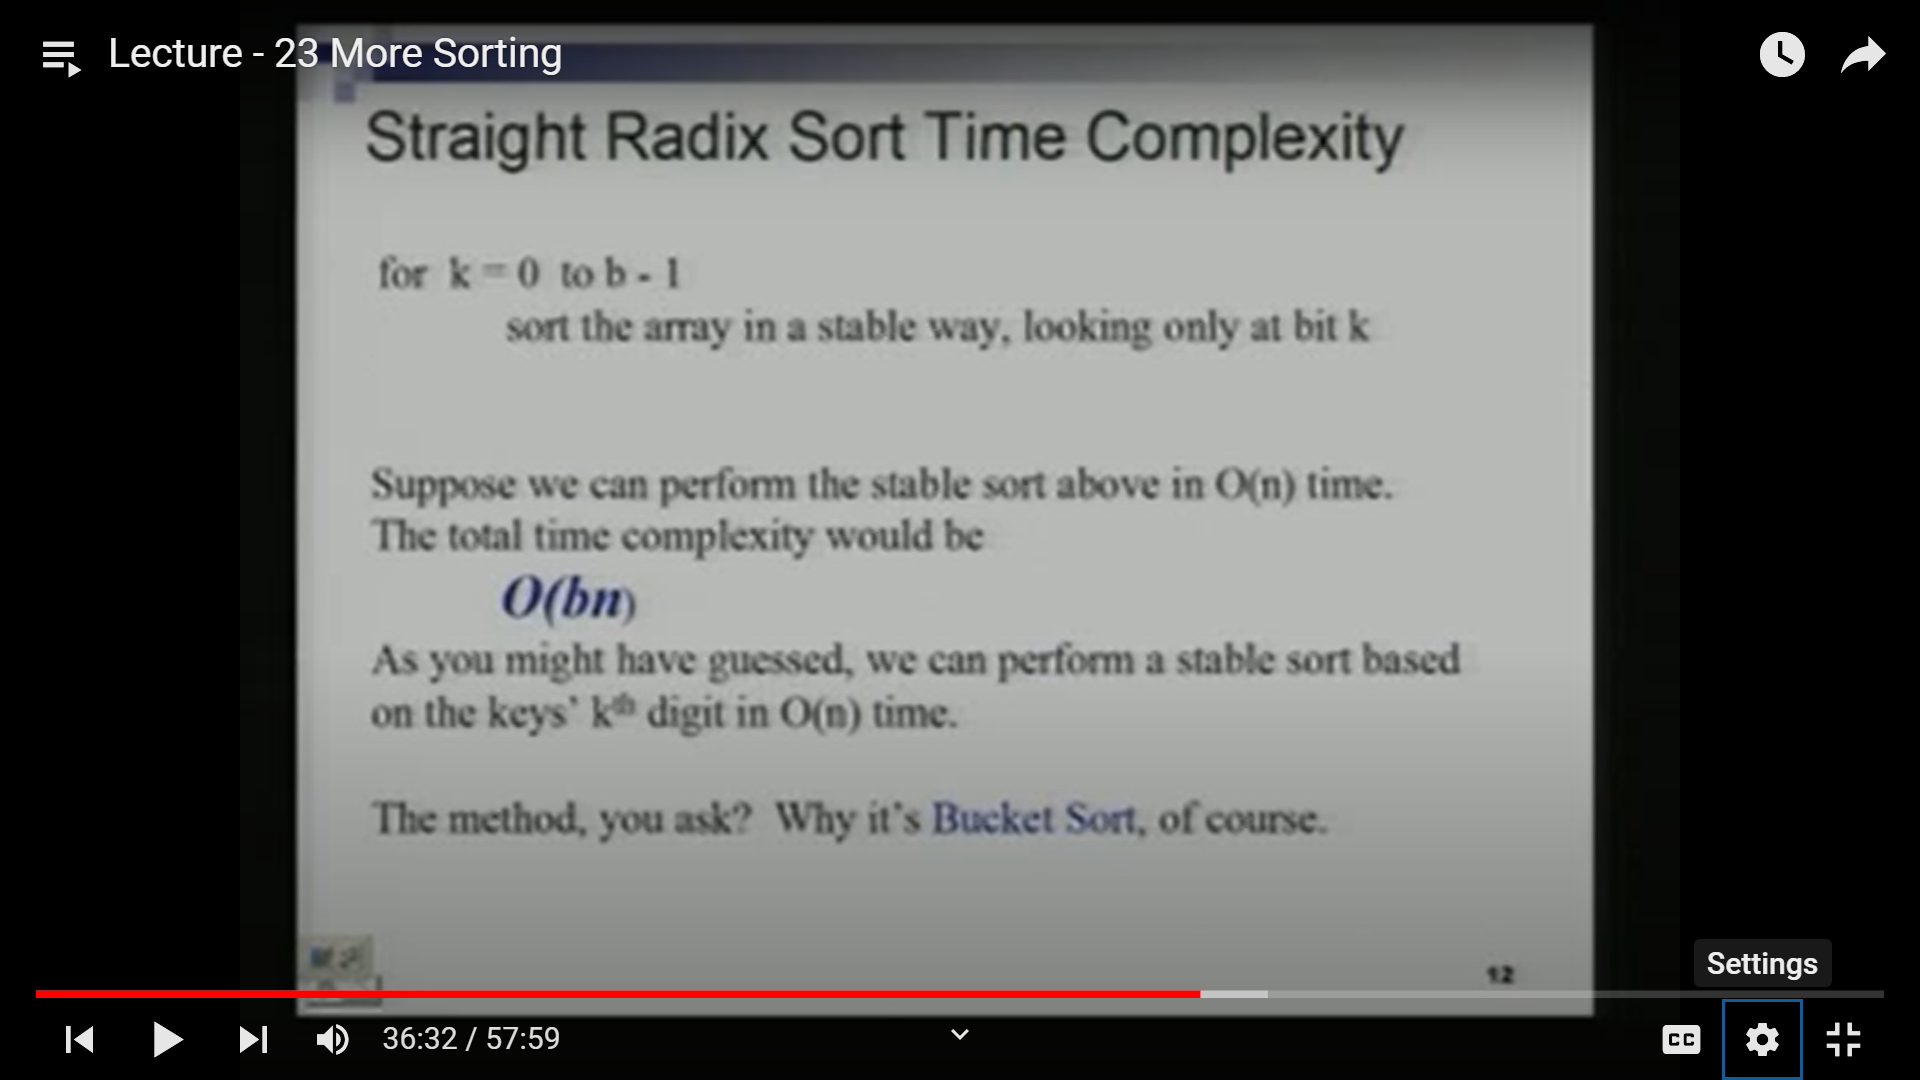 Lecture - 23 More Sorting
Straight Radix Sort Time Complexity
for k = 0 to b - 1
sort the array in a stable way, looking only at bit k
Suppose we can perform the stable sort above in O(n) time.
The total time complexity would be
O(bn)
As you might have guessed, we can perform a stable sort based
on the keys’ kth digit in O(n) time.
The method, you ask? Why it’s Bucket Sort, of course.
12
Settings
36:32 / 57:59
CC